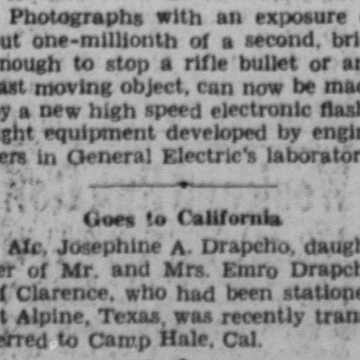 Photographs with an exposure
ut one-millionth of a second, bri
nough to stop a rifle bullet or an
ast moving object, can now be mad
y a new high speed electronic flash
ght equipment developed by engin
ers in General Electric's laborator
Goes to California
Afc, Josephine A. Drapcho, daugh
er of Mr. and Mrs. Emro Drapch
f Clarence, who had been statione
t Alpine, Texas, was recently tran
erred to Camp Hale, Cal.